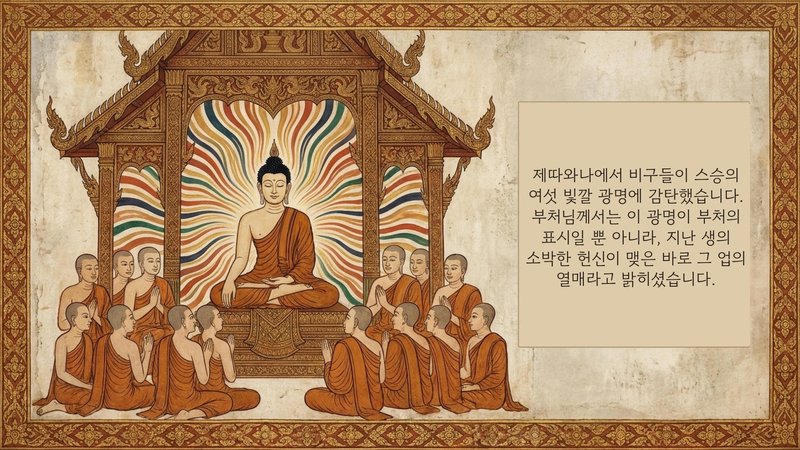 제따와나에서 비구들이 스승의
여섯 빛깔 광명에 감탄했습니다.
부처님께서는 이 광명이 부처의
표시일 뿐 아니라, 지난 생의
소박한 헌신이 맺은 바로 그 업의
열매라고 밝히셨습니다.